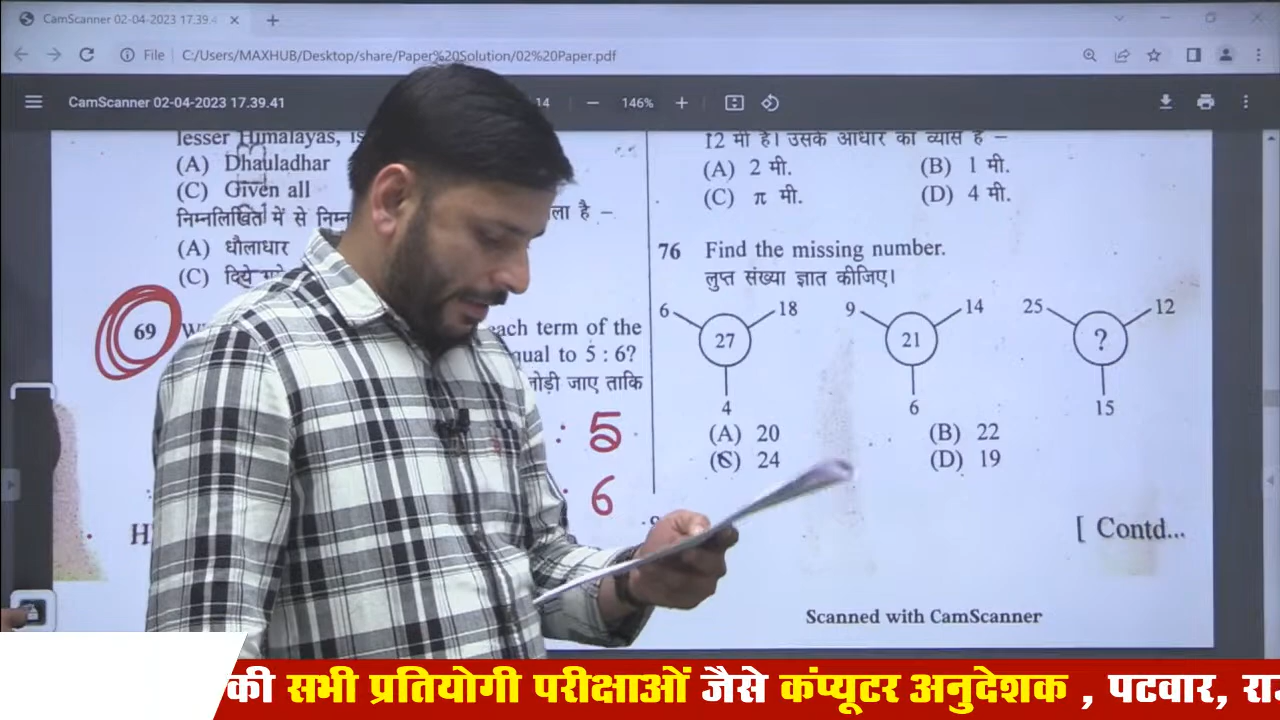 CamScanner 02-04-2023 17.39.4
File C:/Users/MAXHUB/Desktop/share/Paper%20Solution/02%20Paper.pdf
CamScanner 02-04-2023 17.39.41
14 146%
lesser Himalayas,
(A) Dhauladhar
(C) Given all
निम्नलिखित में से
है –
(A) धौलाधार
(C) दिये
69
each term of the
equal to 5 : 6?
जोड़ी जाए ताकि
: 5
: 6
12 मी है। उसके आधार का व्यास है –
(A) 2 मी. (B) 1 मी.
(C) π मी. (D) 4 मी.
76 Find the missing number.
लुप्त संख्या ज्ञात कीजिए।
6 18 9 14 25 12
27 21 ?
4 6 15
(A) 20 (B) 22
(C) 24 (D) 19
[ Contd...
Scanned with CamScanner
की सभी प्रतियोगी परीक्षाओं जैसे कंप्यूटर अनुदेशक , पटवार,